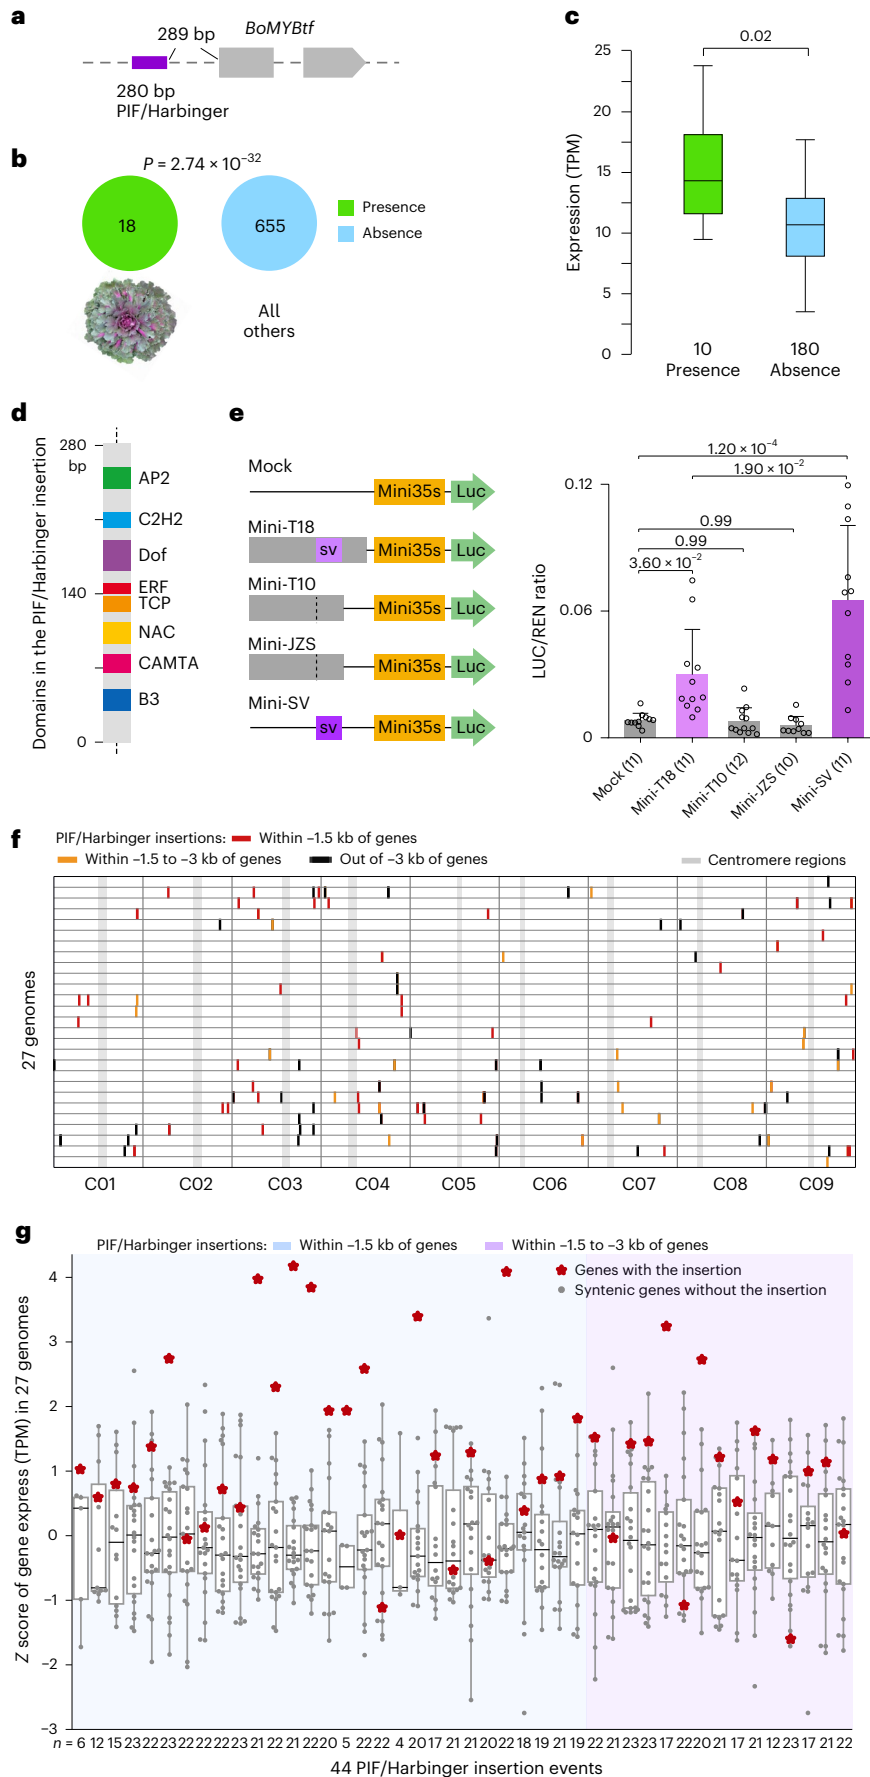 a
BoMYBtf
289 bp
280 bp
PIF/Harbinger
b
P = 2.74 × 10⁻³²
18
655
Presence
Absence
All
others
c
0.02
Expression (TPM)
25
20
15
10
5
0
10
Presence
180
Absence
d
Domains in the PIF/Harbinger insertion
280
bp
140
0
AP2
C2H2
Dof
ERF
TCP
NAC
CAMTA
B3
e
Mock
Mini35s Luc
Mini-T18
sv Mini35s Luc
Mini-T10
Mini35s Luc
Mini-JZS
Mini35s Luc
Mini-SV
sv Mini35s Luc
LUC/REN ratio
0.12
0.06
0
1.20 × 10⁻⁴
1.90 × 10⁻²
0.99
0.99
3.60 × 10⁻²
Mock (11)
Mini-T18 (11)
Mini-T10 (12)
Mini-JZS (10)
Mini-SV (11)
f
PIF/Harbinger insertions: Within –1.5 kb of genes
Within –1.5 to –3 kb of genes Out of –3 kb of genes Centromere regions
27 genomes
C01 C02 C03 C04 C05 C06 C07 C08 C09
g
PIF/Harbinger insertions: Within –1.5 kb of genes Within –1.5 to –3 kb of genes
Genes with the insertion
Syntenic genes without the insertion
Z score of gene express (TPM) in 27 genomes
4
3
2
1
0
–1
–2
–3
n = 6 12 15 23 22 23 22 22 22 23 21 22 21 22 20 5 22 22 4 20 17 21 21 20 22 18 19 21 19 22 21 23 23 17 22 20 21 17 21 12 23 17 21 22
44 PIF/Harbinger insertion events